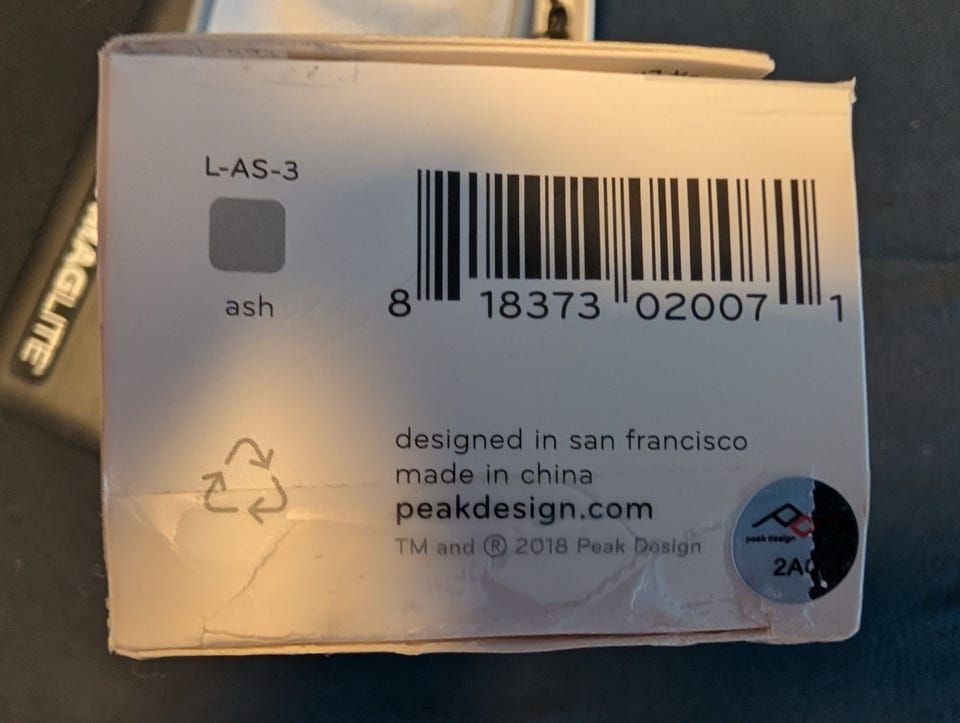 L-AS-3
ash
8 18373 02007 1
designed in san francisco
made in china
peakdesign.com
TM and ® 2018 Peak Design
peak design
MAGLITE